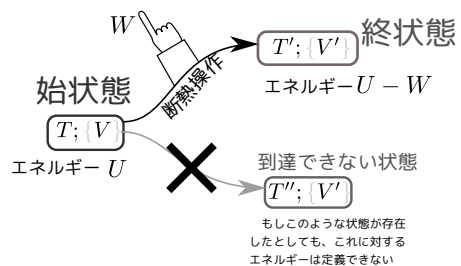 W
終状態
T′; {V′}
断熱操作
エネルギー U − W
始状態
T; {V}
エネルギー U
到達できない状態
T″; {V′}
もしこのような状態が存在
したとしても、これに対する
エネルギーは定義できない